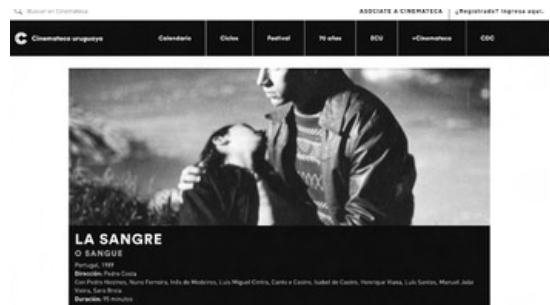 Buscar en Cinemateca
ASOCIATE A CINEMATECA | ¿Registrado? Ingresa aquí.
C Cinemateca uruguaya
Calendario
Ciclos
Festival
70 años
ECU
+Cinemateca
CDC
LA SANGRE
O SANGUE
Portugal, 1989
Dirección: Pedro Costa
Con Pedro Hestnes, Nuno Ferreira, Inês de Medeiros, Luís Miguel Cintra, Canto e Castro, Isabel de Castro, Henrique Viana, Luís Santos, Manuel João
Vieira, Sara Breia
Duración: 95 minutos